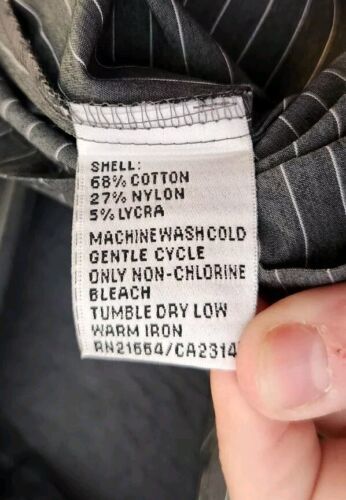 SHELL:
68% COTTON
27% NYLON
5% LYCRA
MACHINE WASH COLD
GENTLE CYCLE
ONLY NON-CHLORINE
BLEACH
TUMBLE DRY LOW
WARM IRON
RN21554/CA2314